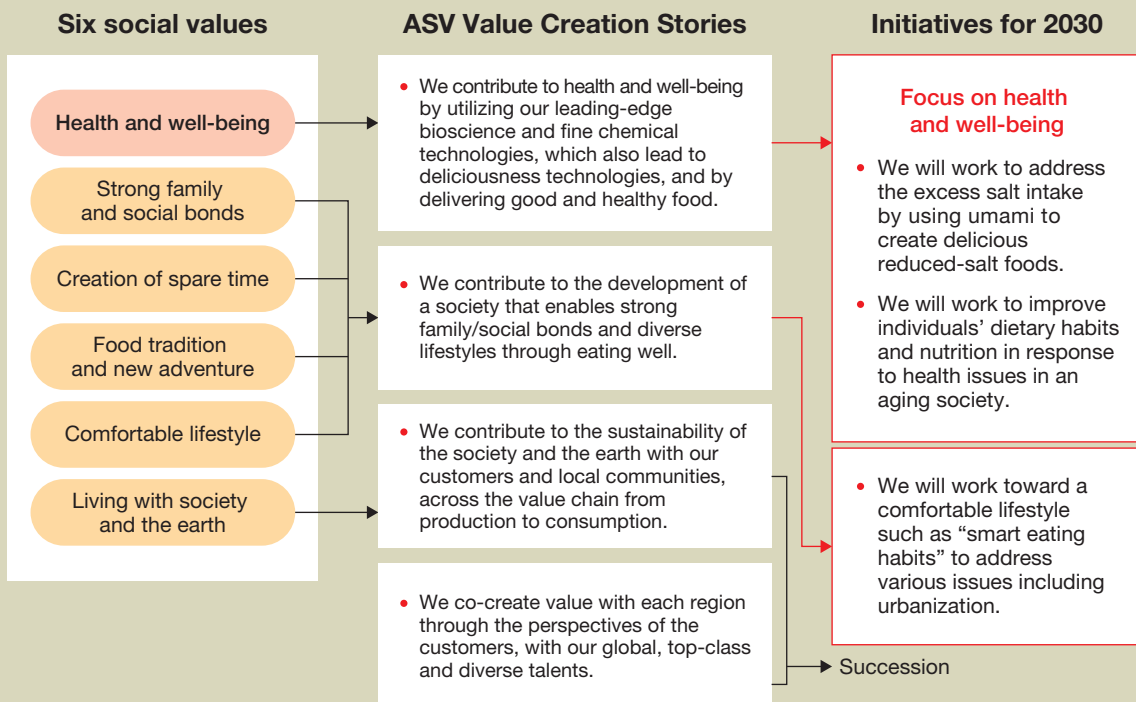 Six social values
Health and well-being
Strong family
and social bonds
Creation of spare time
Food tradition
and new adventure
Comfortable lifestyle
Living with society
and the earth
ASV Value Creation Stories
• We contribute to health and well-being
by utilizing our leading-edge
bioscience and fine chemical
technologies, which also lead to
deliciousness technologies, and by
delivering good and healthy food.
• We contribute to the development of
a society that enables strong
family/social bonds and diverse
lifestyles through eating well.
• We contribute to the sustainability of
the society and the earth with our
customers and local communities,
across the value chain from
production to consumption.
• We co-create value with each region
through the perspectives of the
customers, with our global, top-class
and diverse talents.
Initiatives for 2030
Focus on health
and well-being
• We will work to address
the excess salt intake
by using umami to
create delicious
reduced-salt foods.
• We will work to improve
individuals’ dietary habits
and nutrition in response
to health issues in an
aging society.
• We will work toward a
comfortable lifestyle
such as “smart eating
habits” to address
various issues including
urbanization.
Succession